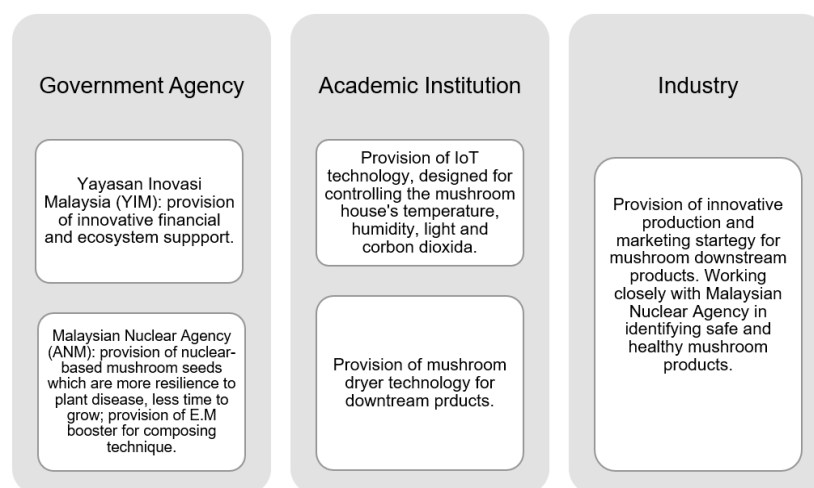 Government Agency
Yayasan Inovasi
Malaysia (YIM): provision
of innovative financial
and ecosystem suppport.
Malaysian Nuclear Agency
(ANM): provision of nuclear-
based mushroom seeds
which are more resilience to
plant disease, less time to
grow; provision of E.M
booster for composing
technique.
Academic Institution
Provision of IoT
technology, designed for
controlling the mushroom
house's temperature,
humidity, light and
corbon dioxida.
Provision of mushroom
dryer technology for
downtream prducts.
Industry
Provision of innovative
production and
marketing startegy for
mushroom downstream
products. Working
closely with Malaysian
Nuclear Agency in
identifying safe and
healthy mushroom
products.